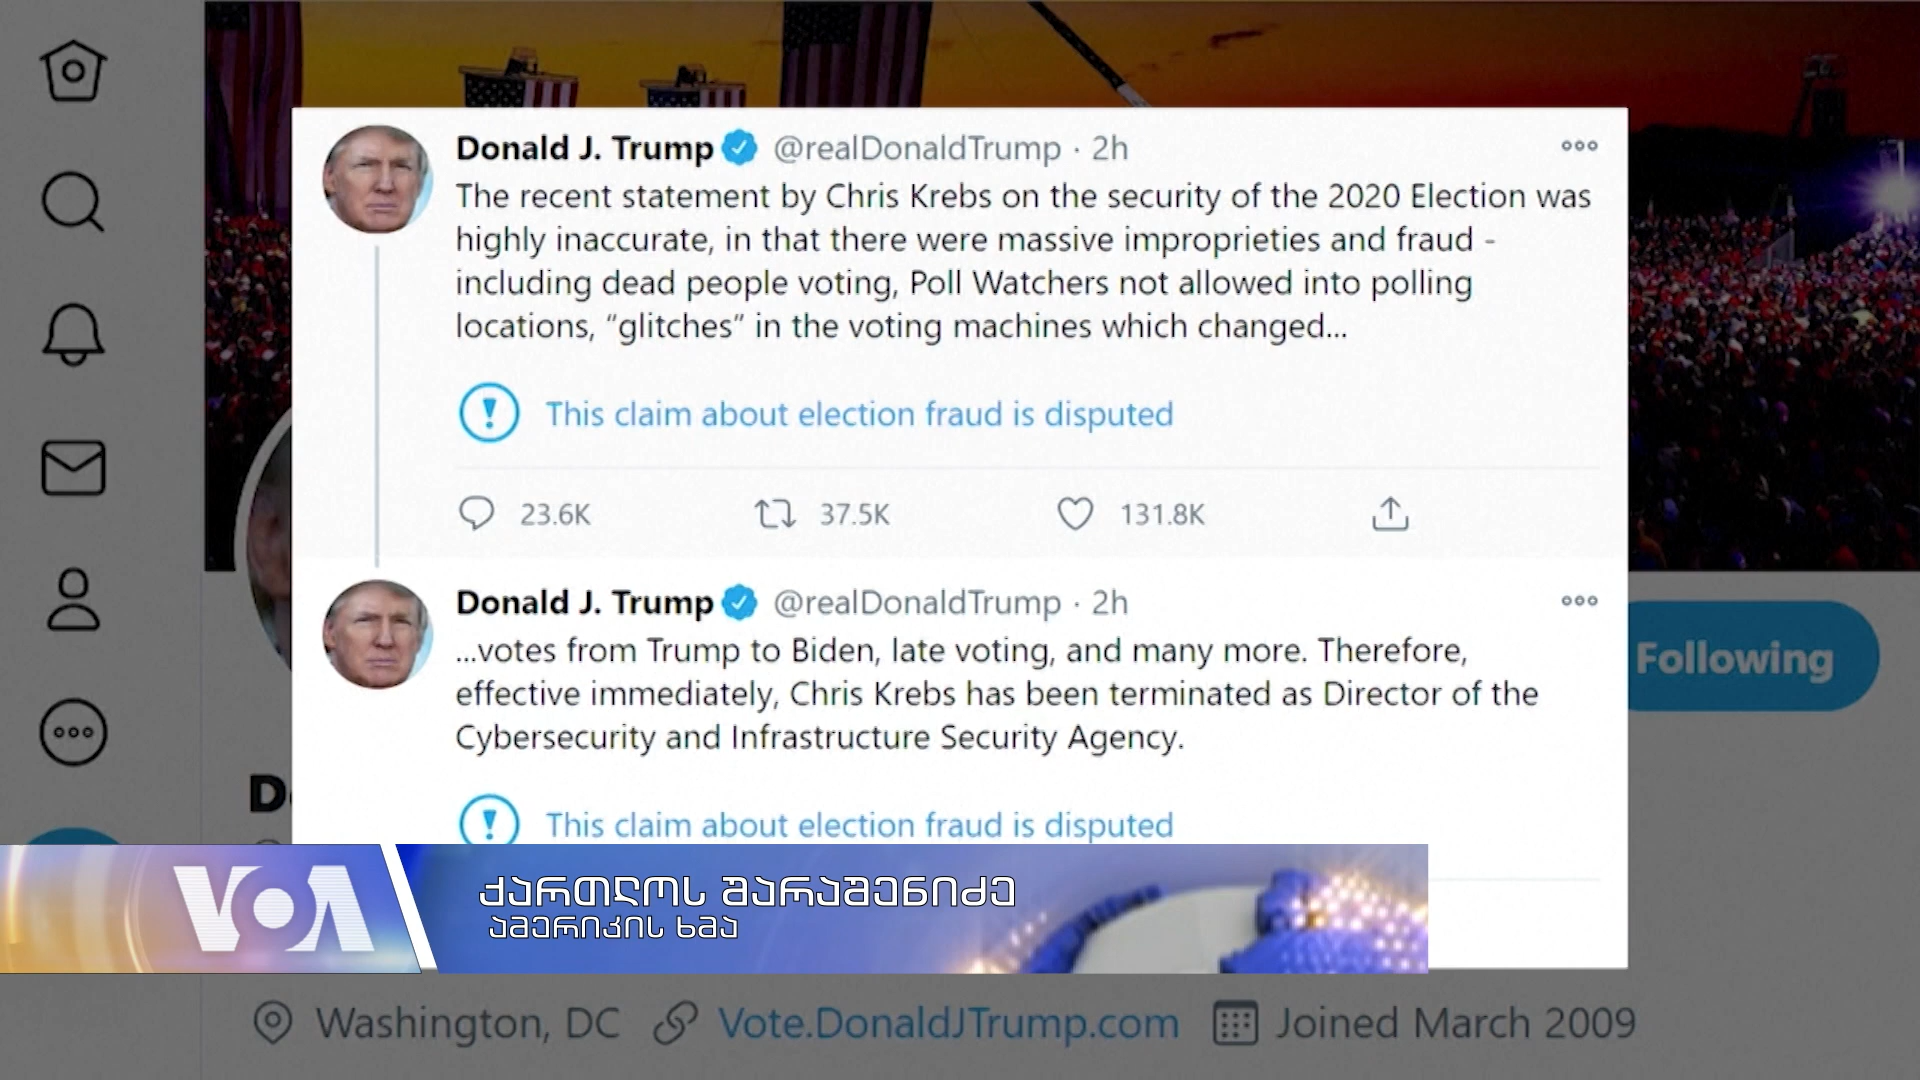 Donald J. Trump @realDonaldTrump · 2h
The recent statement by Chris Krebs on the security of the 2020 Election was
highly inaccurate, in that there were massive improprieties and fraud -
including dead people voting, Poll Watchers not allowed into polling
locations, “glitches” in the voting machines which changed...
This claim about election fraud is disputed
23.6K 37.5K 131.8K
Donald J. Trump @realDonaldTrump · 2h
...votes from Trump to Biden, late voting, and many more. Therefore,
effective immediately, Chris Krebs has been terminated as Director of the
Cybersecurity and Infrastructure Security Agency.
This claim about election fraud is disputed
Following
VOA
ქართლოს შარაშენიძე
ამერიკის ხმა
Washington, DC Vote.DonaldJTrump.com Joined March 2009